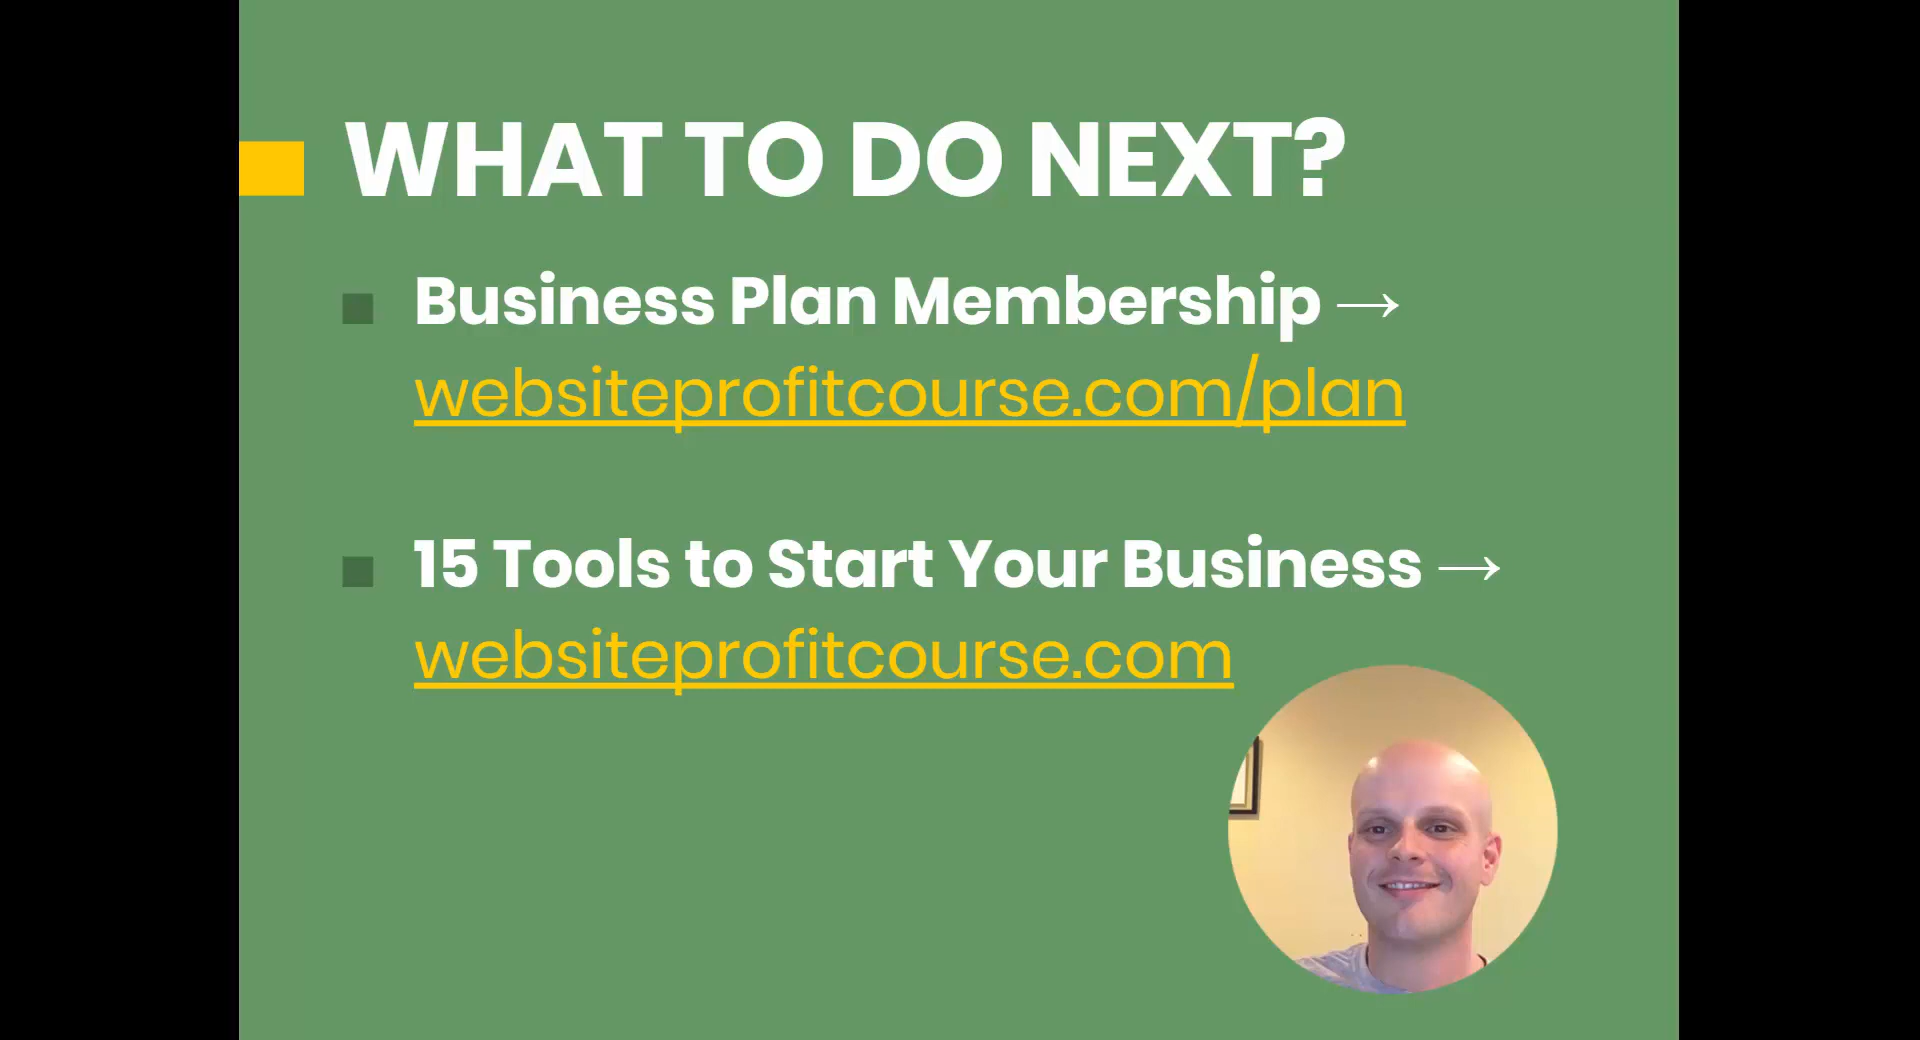 WHAT TO DO NEXT?
Business Plan Membership →
websiteprofitcourse.com/plan
15 Tools to Start Your Business →
websiteprofitcourse.com